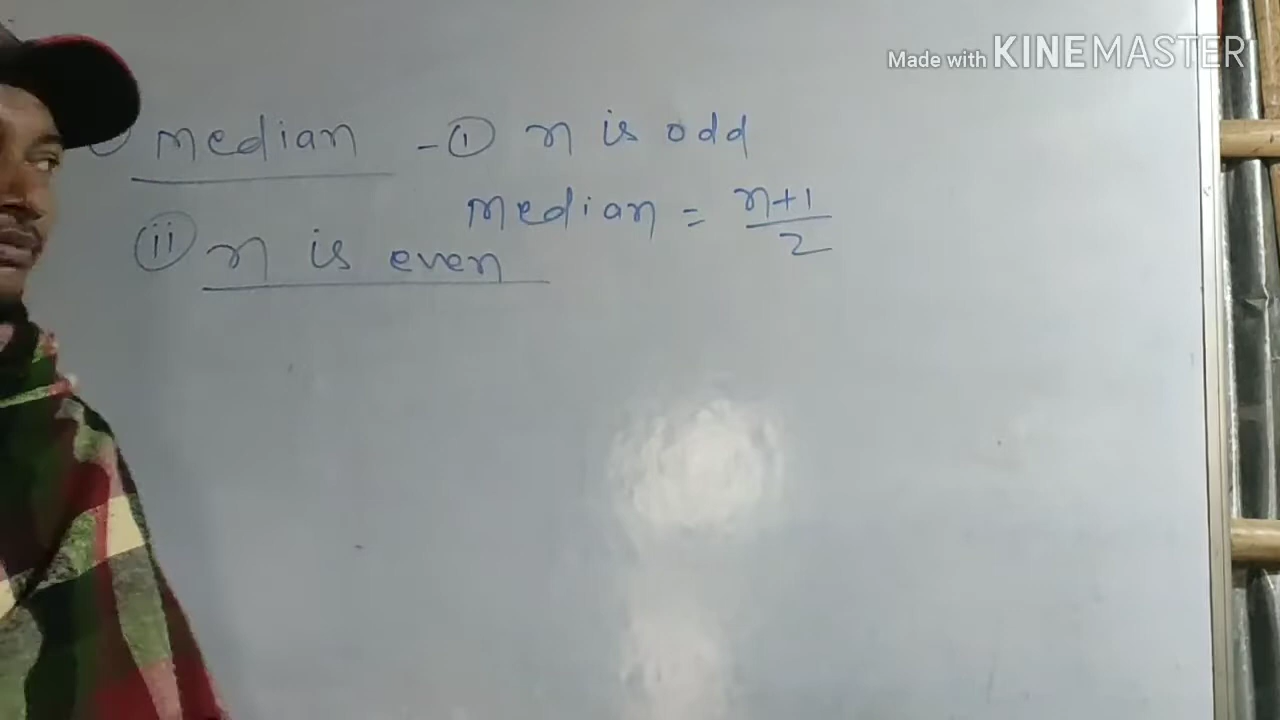 Made with KINEMASTER
median - ① n is odd
median = n+1/2
ⅱ n is even